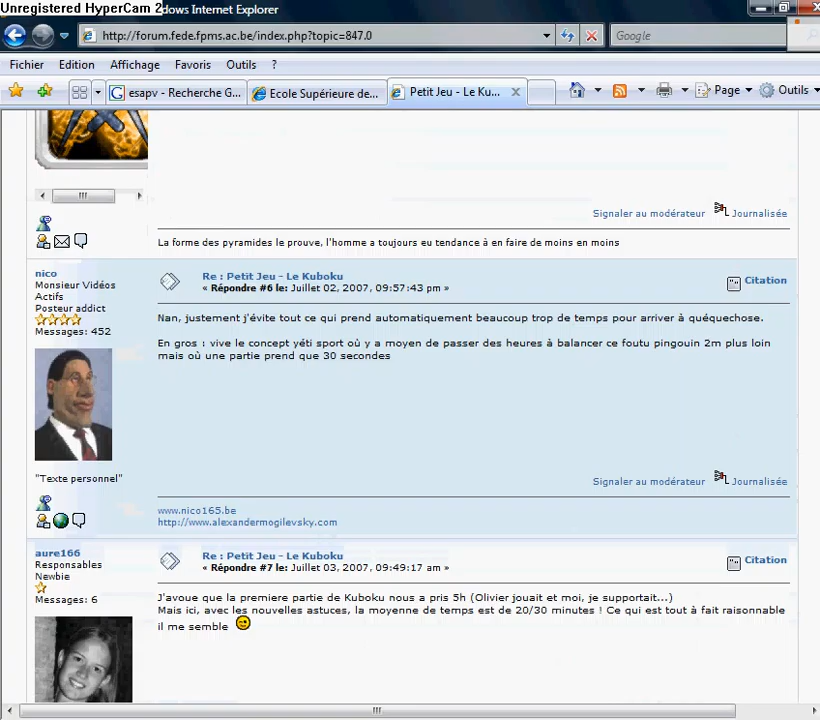 Unregistered HyperCam 2
dows Internet Explorer
http://forum.fede.fpms.ac.be/index.php?topic=847.0
Google
Fichier Edition Affichage Favoris Outils ?
esapv - Recherche G... Ecole Supérieure de... Petit Jeu - Le Ku... Page Outils
Signaler au modérateur Journalisée
La forme des pyramides le prouve, l'homme a toujours eu tendance à en faire de moins en moins
nico
Monsieur Vidéos
Actifs
Posteur addict
Messages: 452
Re : Petit Jeu - Le Kuboku
« Répondre #6 le: Juillet 02, 2007, 09:57:43 pm »
Citation
Nan, justement j'évite tout ce qui prend automatiquement beaucoup trop de temps pour arriver à quéquechose.
En gros : vive le concept yéti sport où y a moyen de passer des heures à balancer ce foutu pingouin 2m plus loin
mais où une partie prend que 30 secondes
"Texte personnel"
Signaler au modérateur Journalisée
www.nico165.be
http://www.alexandermogilevsky.com
aure166
Responsables
Newbie
Messages: 6
Re : Petit Jeu - Le Kuboku
« Répondre #7 le: Juillet 03, 2007, 09:49:17 am »
Citation
J'avoue que la premiere partie de Kuboku nous a pris 5h (Olivier jouait et moi, je supportait...)
Mais ici, avec les nouvelles astuces, la moyenne de temps est de 20/30 minutes ! Ce qui est tout à fait raisonnable
il me semble